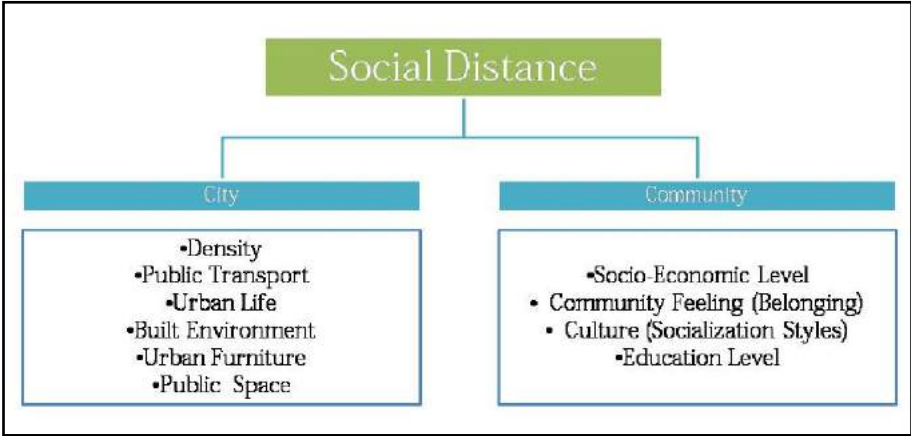 Social Distance
City
•Density
•Public Transport
•Urban Life
•Built Environment
•Urban Furniture
•Public Space
Community
•Socio-Economic Level
• Community Feeling (Belonging)
• Culture (Socialization Styles)
•Education Level